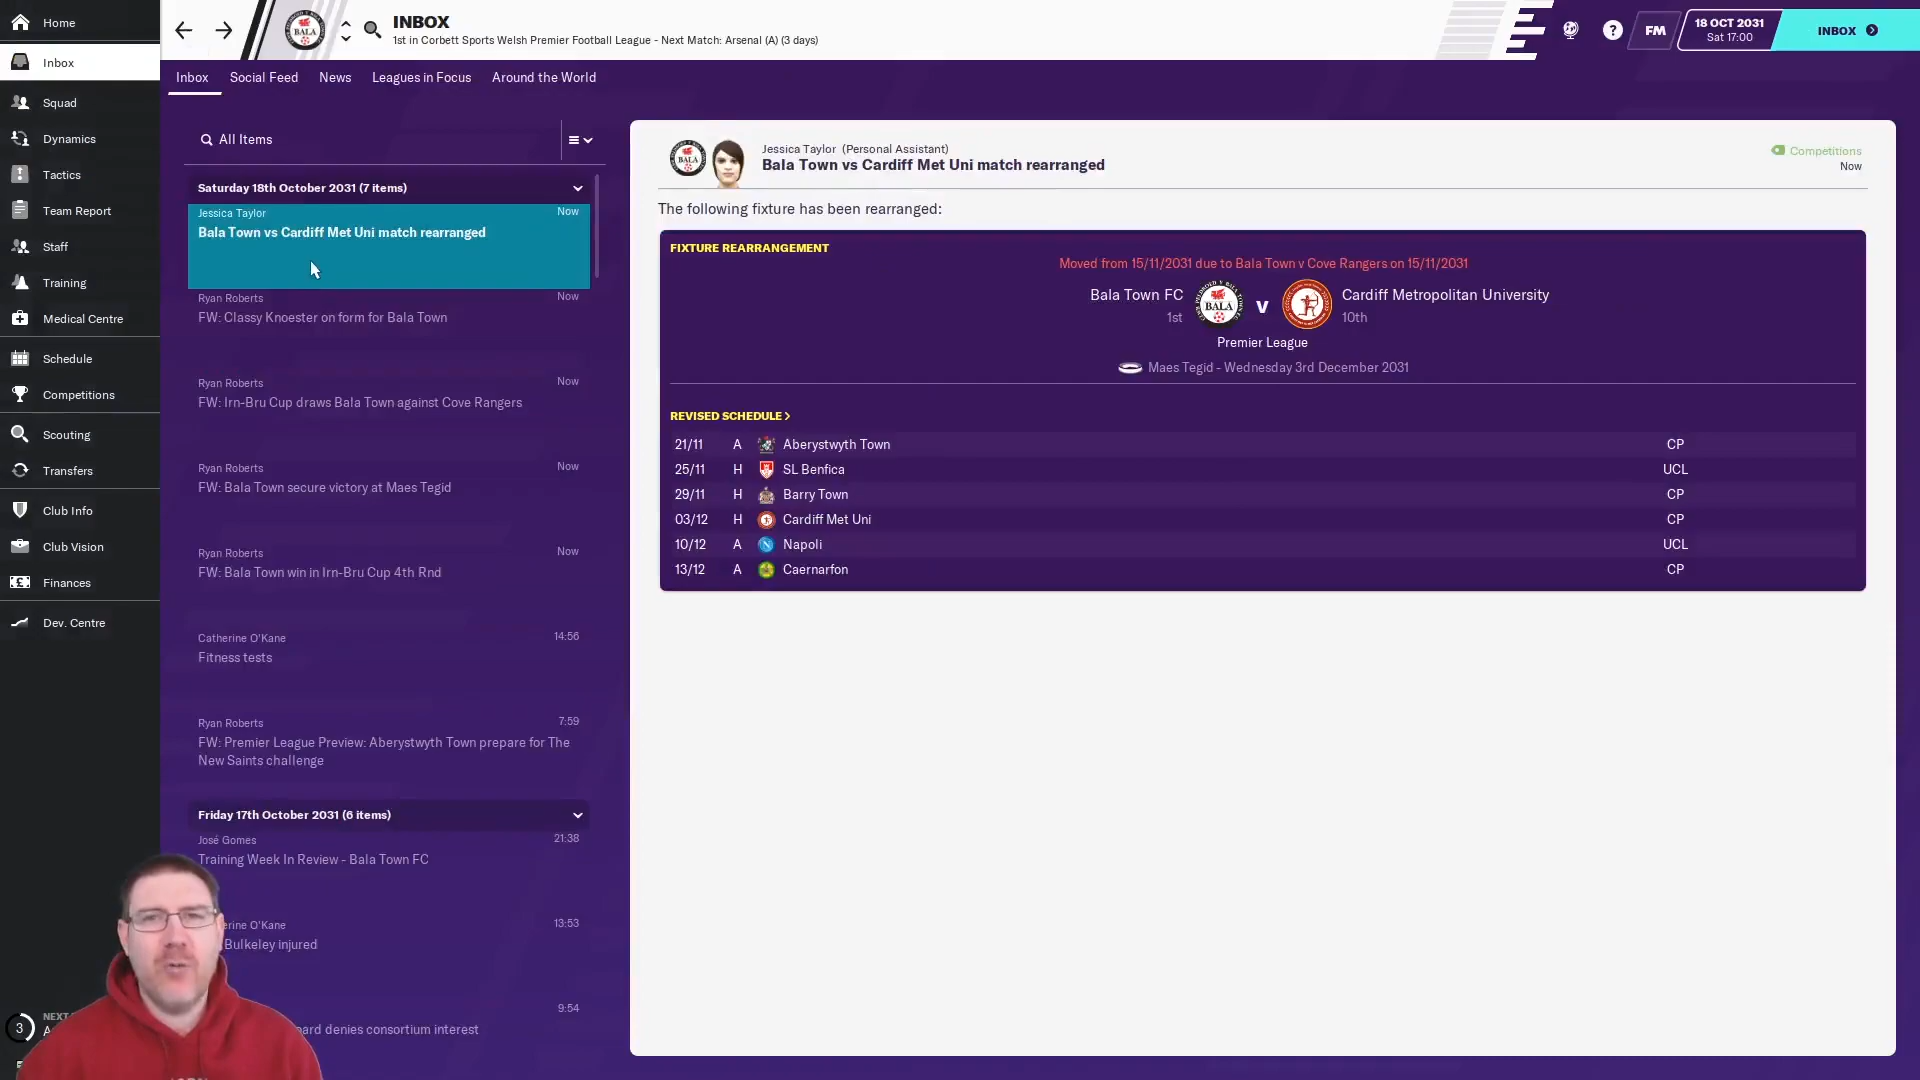 Home
Inbox
Squad
Dynamics
Tactics
Team Report
Staff
Training
Medical Centre
Schedule
Competitions
Scouting
Transfers
Club Info
Club Vision
Finances
Dev. Centre
3
BALA
INBOX
1st in Corbett Sports Welsh Premier Football League - Next Match: Arsenal (A) (3 days)
?
FM
18 OCT 2031
Sat 17:00
INBOX
Inbox Social Feed News Leagues in Focus Around the World
All Items
Saturday 18th October 2031 (7 items)
Jessica Taylor Now
Bala Town vs Cardiff Met Uni match rearranged
Ryan Roberts Now
FW: Classy Knoester on form for Bala Town
Ryan Roberts Now
FW: Irn-Bru Cup draws Bala Town against Cove Rangers
Ryan Roberts Now
FW: Bala Town secure victory at Maes Tegid
Ryan Roberts Now
FW: Bala Town win in Irn-Bru Cup 4th Rnd
Catherine O'Kane 14:56
Fitness tests
Ryan Roberts 7:59
FW: Premier League Preview: Aberystwyth Town prepare for The
New Saints challenge
Friday 17th October 2031 (6 items)
José Gomes 21:38
Training Week In Review - Bala Town FC
O'Kane 13:53
Bulkeley injured
9:54
denies consortium interest
BALA
Jessica Taylor (Personal Assistant)
Bala Town vs Cardiff Met Uni match rearranged
Competitions
Now
The following fixture has been rearranged:
FIXTURE REARRANGEMENT
Moved from 15/11/2031 due to Bala Town v Cove Rangers on 15/11/2031
Bala Town FC BALA v Cardiff Metropolitan University
1st 10th
Premier League
Maes Tegid - Wednesday 3rd December 2031
REVISED SCHEDULE >
21/11 A Aberystwyth Town CP
25/11 H SL Benfica UCL
29/11 H Barry Town CP
03/12 H Cardiff Met Uni CP
10/12 A Napoli UCL
13/12 A Caernarfon CP